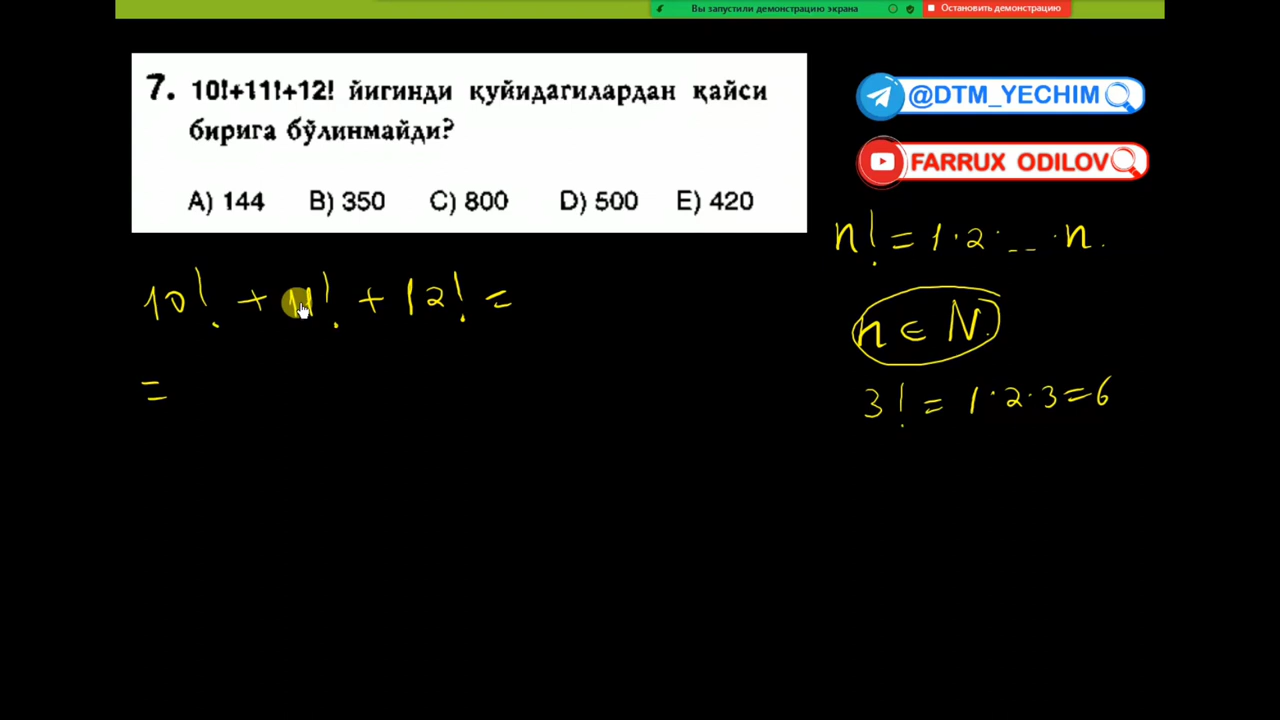 Вы запустили демонстрацию экрана
Остановить демонстрацию
7. 10!+11!+12! йигинди қуйидагилардан қайси
бирига бўлинмайди?
A) 144 B) 350 C) 800 D) 500 E) 420
@DTM_YECHIM
FARRUX ODILOV
n! = 1·2· _ _ ·n.
10! + 11! + 12! =
n ∈ N.
=
3! = 1·2·3=6